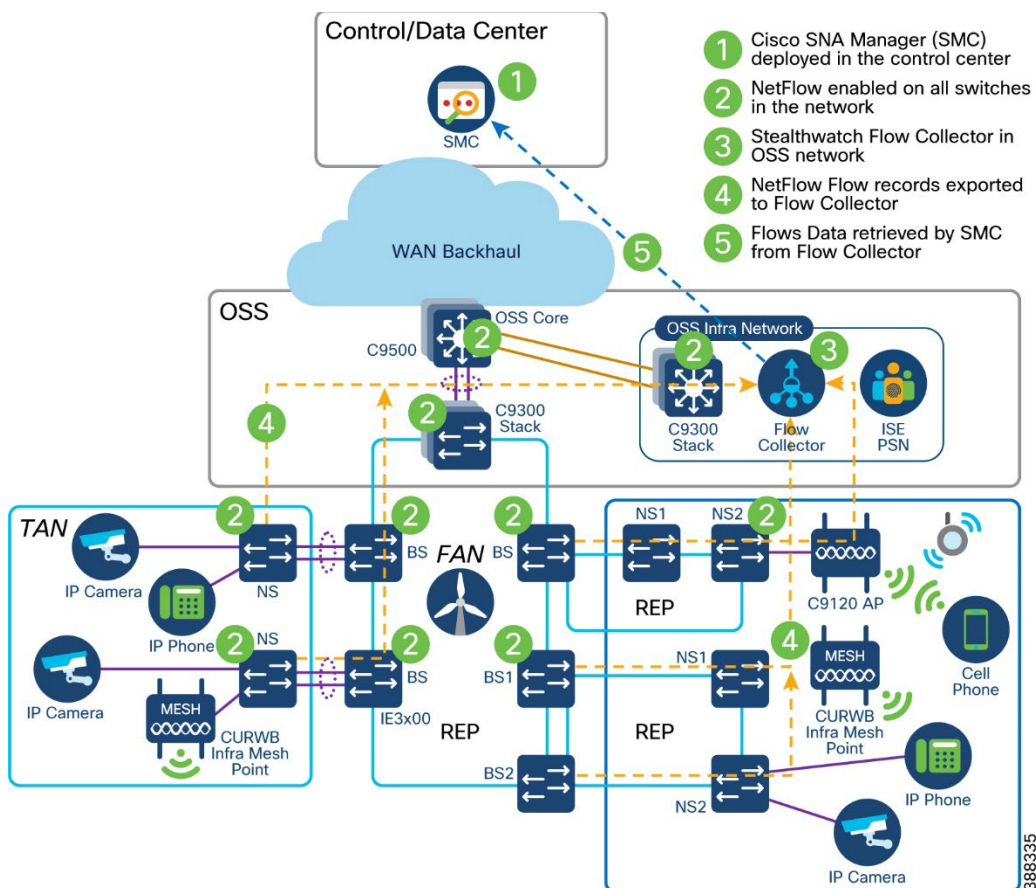 Control/Data Center
1
SMC
1
Cisco SNA Manager (SMC)
deployed in the control center
2
NetFlow enabled on all switches
in the network
3
Stealthwatch Flow Collector in
OSS network
4
NetFlow Flow records exported
to Flow Collector
5
Flows Data retrieved by SMC
from Flow Collector
WAN Backhaul
5
OSS
OSS Core
C9500
2
OSS Infra Network
2
3
C9300
Stack
Flow
Collector
ISE
PSN
2
C9300
Stack
4
TAN
IP Camera
IP Phone
2
NS
2
BS
FAN
IP Camera
MESH
CURWB
Infra Mesh
Point
2
NS
2
BS
IE3x00
REP
2
BS
NS1
NS2
2
REP
C9120 AP
Cell
Phone
2
BS1
NS1
4
MESH
CURWB
Infra Mesh
Point
REP
BS2
NS2
IP Phone
IP Camera
388335